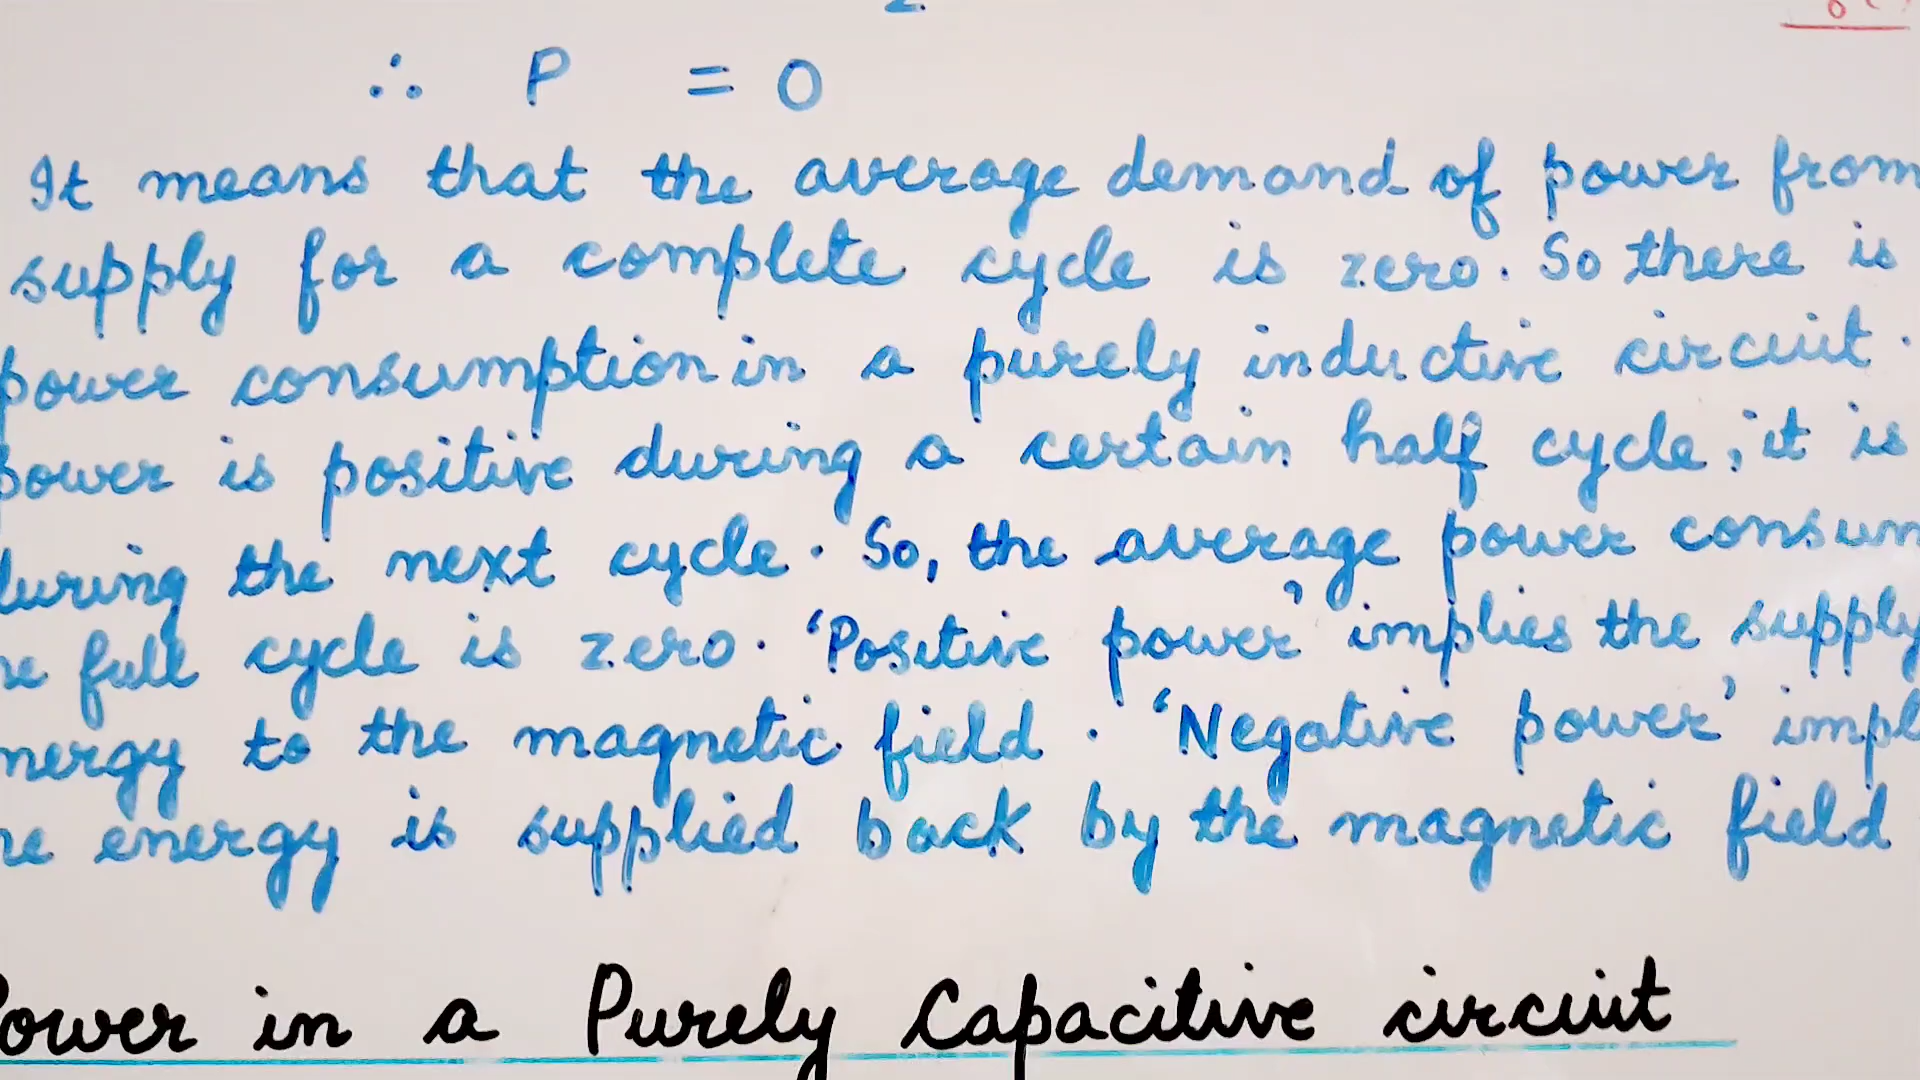 ∴ P = 0
It means that the average demand of power from
supply for a complete cycle is zero. So there is
power consumption in a purely inductive circuit.
power is positive during a certain half cycle, it is
during the next cycle. So, the average power consum
he full cycle is zero. 'Positive power' implies the supply
nergy to the magnetic field. 'Negative power' impl
he energy is supplied back by the magnetic field
Power in a Purely Capacitive circuit